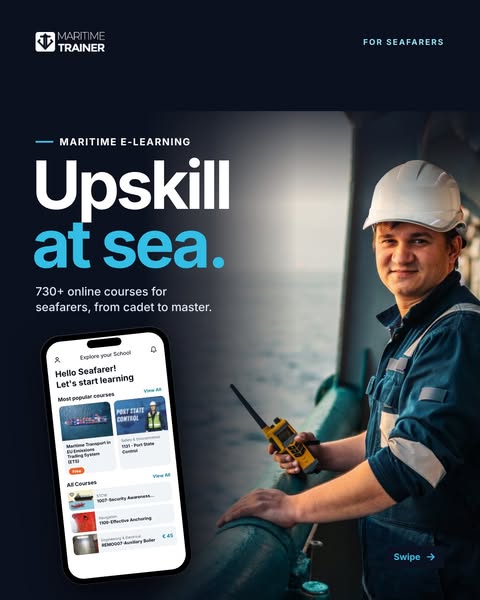 MARITIME
TRAINER
FOR SEAFARERS
MARITIME E-LEARNING
Upskill
at sea.
730+ online courses for
seafarers, from cadet to master.
Explore your School
Hello Seafarer!
Let's start learning
Most popular courses
View All
PORT STATE
CONTROL
Maritime Transport in
EU Emissions
Trading System
(ETS)
Free
Safety & Environmental
1131 - Port State
Control
All Courses
View All
STCW
1007-Security Awareness...
Navigation
1109-Effective Anchoring
Engineering & Electrical
REMO007-Auxiliary Boiler
€ 45
Swipe →